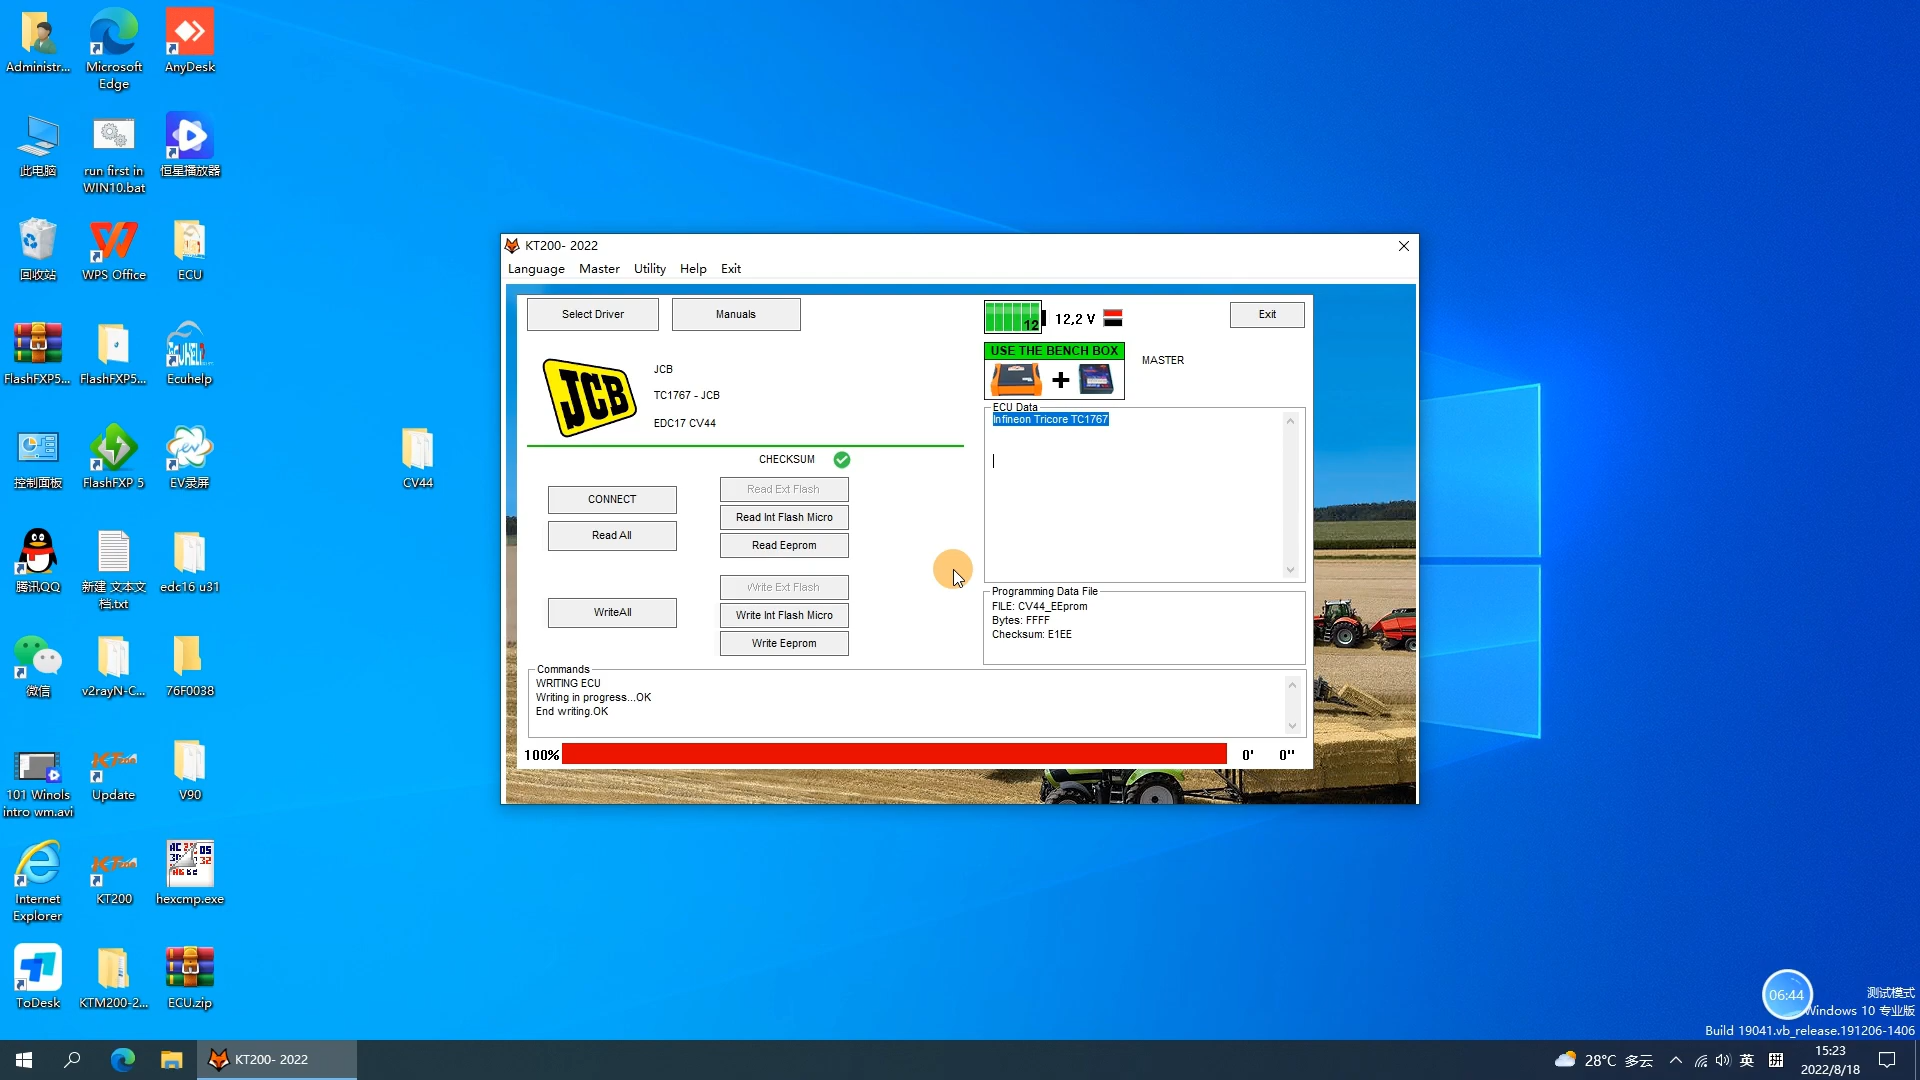 Administr...
Microsoft
Edge
AnyDesk
此电脑
run first in
WIN10.bat
恒星播放器
回收站
WPS Office
ECU
FlashFXP5...
FlashFXP5...
Ecuhelp
控制面板
FlashFXP 5
EV录屏
CV44
腾讯QQ
新建 文本文
档.txt
edc16 u31
微信
v2rayN-C...
76F0038
101 Winols
intro wm.avi
Update
V90
Internet
Explorer
KT200
hexcmp.exe
ToDesk
KTM200-2...
ECU.zip
KT200- 2022
Language Master Utility Help Exit
Select Driver
Manuals
12
12,2 V
Exit
USE THE BENCH BOX
MASTER
JCB
JCB
TC1767 - JCB
EDC17 CV44
ECU Data
Infineon Tricore TC1767
CHECKSUM
CONNECT
Read All
WriteAll
Read Ext Flash
Read Int Flash Micro
Read Eeprom
Write Ext Flash
Write Int Flash Micro
Write Eeprom
Programming Data File
FILE: CV44_EEprom
Bytes: FFFF
Checksum: E1EE
Commands
WRITING ECU
Writing in progress...OK
End writing.OK
100%
0' 0''
06:44
测试模式
Windows 10 专业版
Build 19041.vb_release.191206-1406
KT200- 2022
28°C 多云
英
拼
15:23
2022/8/18